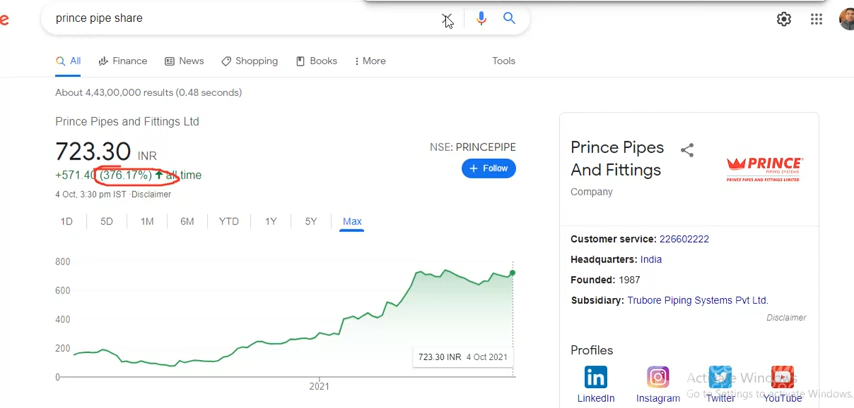 prince pipe share
All Finance News Shopping Books More Tools
About 4,43,00,000 results (0.48 seconds)
Prince Pipes and Fittings Ltd
723.30 INR
NSE: PRINCEPIPE
+571.40 (376.17%) all time
Follow
4 Oct, 3:30 pm IST · Disclaimer
1D 5D 1M 6M YTD 1Y 5Y Max
800
600
400
200
0
723.30 INR 4 Oct 2021
2021
Prince Pipes
And Fittings
Company
PRINCE
PIPING SYSTEMS
PRINCE PIPES AND FITTINGS LIMITED
Customer service: 226602222
Headquarters: India
Founded: 1987
Subsidiary: Trubore Piping Systems Pvt Ltd.
Disclaimer
Profiles
LinkedIn Instagram Twitter YouTube
Activate Windows
Go to Settings to activate Windows.